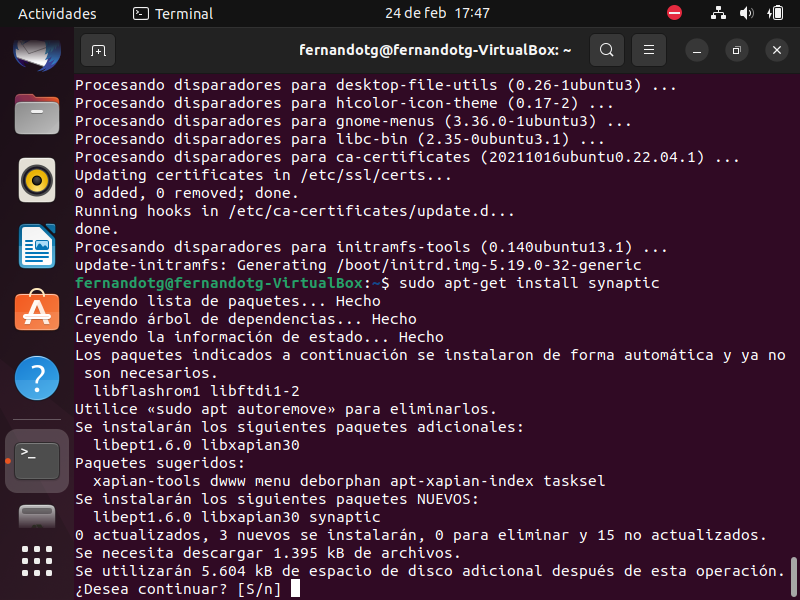 Actividades
Terminal
24 de feb 17:47
fernandotg@fernandotg-VirtualBox: ~
Procesando disparadores para desktop-file-utils (0.26-1ubuntu3) ...
Procesando disparadores para hicolor-icon-theme (0.17-2) ...
Procesando disparadores para gnome-menus (3.36.0-1ubuntu3) ...
Procesando disparadores para libc-bin (2.35-0ubuntu3.1) ...
Procesando disparadores para ca-certificates (20211016ubuntu0.22.04.1) ...
Updating certificates in /etc/ssl/certs...
0 added, 0 removed; done.
Running hooks in /etc/ca-certificates/update.d...
done.
Procesando disparadores para initramfs-tools (0.140ubuntu13.1) ...
update-initramfs: Generating /boot/initrd.img-5.19.0-32-generic
fernandotg@fernandotg-VirtualBox:~$ sudo apt-get install synaptic
Leyendo lista de paquetes... Hecho
Creando árbol de dependencias... Hecho
Leyendo la información de estado... Hecho
Los paquetes indicados a continuación se instalaron de forma automática y ya no
son necesarios.
libflashrom1 libftdi1-2
Utilice «sudo apt autoremove» para eliminarlos.
Se instalarán los siguientes paquetes adicionales:
libept1.6.0 libxapian30
Paquetes sugeridos:
xapian-tools dwww menu deborphan apt-xapian-index tasksel
Se instalarán los siguientes paquetes NUEVOS:
libept1.6.0 libxapian30 synaptic
0 actualizados, 3 nuevos se instalarán, 0 para eliminar y 15 no actualizados.
Se necesita descargar 1.395 kB de archivos.
Se utilizarán 5.604 kB de espacio de disco adicional después de esta operación.
¿Desea continuar? [S/n]